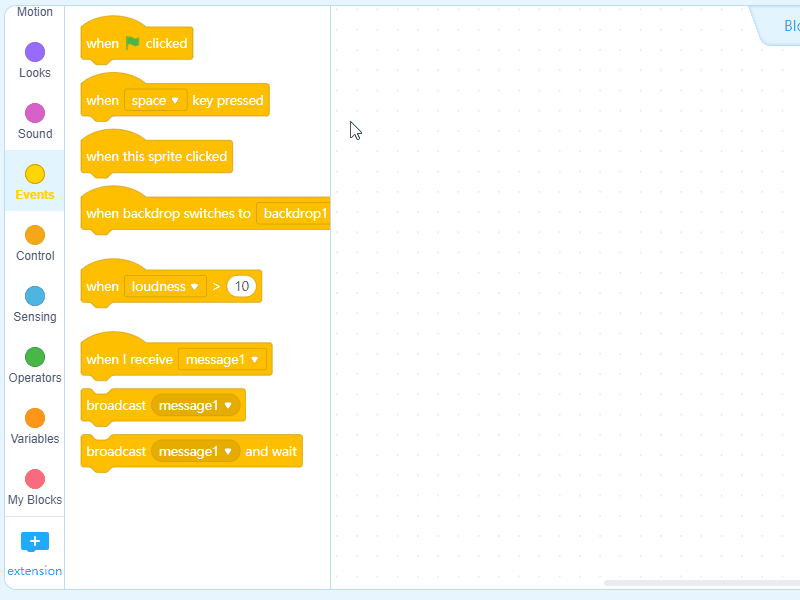 Motion
Looks
Sound
Events
Control
Sensing
Operators
Variables
My Blocks
+
extension
when clicked
when space ▼ key pressed
when this sprite clicked
when backdrop switches to backdrop1
when loudness ▼ > 10
when I receive message1 ▼
broadcast message1 ▼
broadcast message1 ▼ and wait